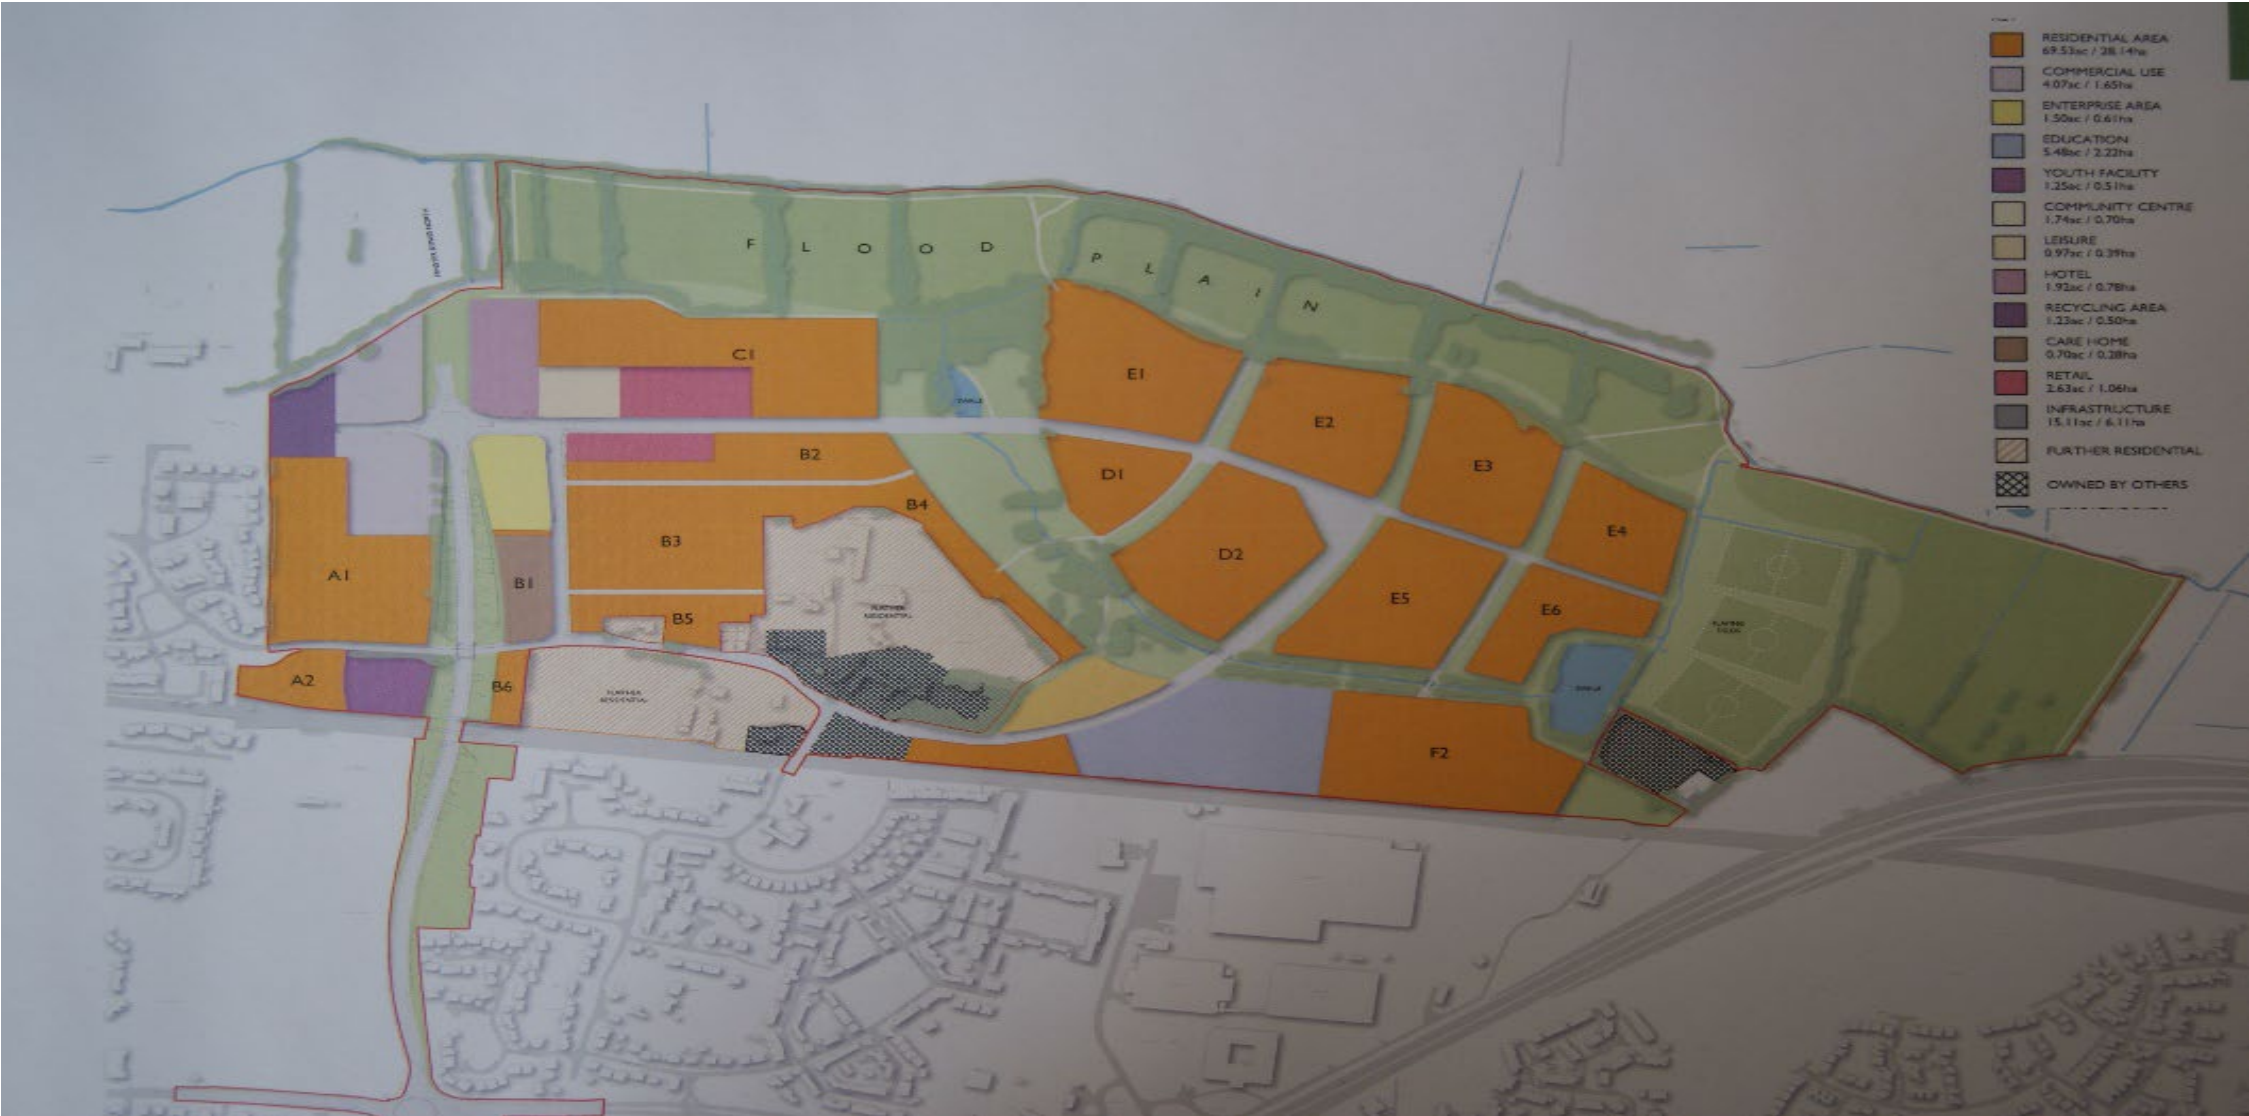 RESIDENTIAL AREA
69.53ac / 28.14ha
COMMERCIAL USE
4.07ac / 1.65ha
ENTERPRISE AREA
1.50ac / 0.61ha
EDUCATION
5.48ac / 2.22ha
YOUTH FACILITY
1.25ac / 0.51ha
COMMUNITY CENTRE
1.74ac / 0.70ha
LEISURE
0.97ac / 0.39ha
HOTEL
1.92ac / 0.78ha
RECYCLING AREA
1.23ac / 0.50ha
CARE HOME
0.70ac / 0.28ha
RETAIL
2.63ac / 1.06ha
INFRASTRUCTURE
15.11ac / 6.11ha
FURTHER RESIDENTIAL
OWNED BY OTHERS
FLOOD PLAIN
C1
E1
SWALE
E2
B2
D1
E3
B4
E4
B3
D2
A1
B1
E5
E6
FURTHER
RESIDENTIAL
B5
A2
B6
FURTHER
RESIDENTIAL
SWALE
F2